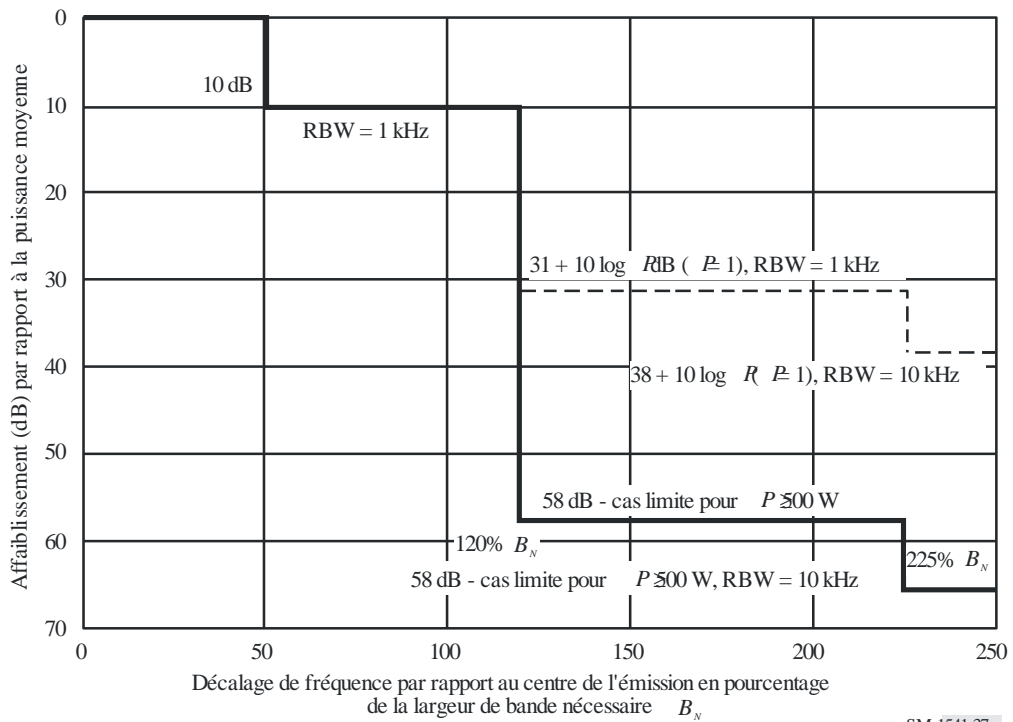 0
10 dB
10
RBW = 1 kHz
20
31 + 10 log P dB ( P = 1), RBW = 1 kHz
30
40
38 + 10 log P ( P = 1), RBW = 10 kHz
50
58 dB - cas limite pour P ≥ 500 W
60
120% B_N
225% B_N
58 dB - cas limite pour P ≥ 500 W, RBW = 10 kHz
70
0 50 100 150 200 250
Affaiblissement (dB) par rapport à la puissance moyenne
Décalage de fréquence par rapport au centre de l'émission en pourcentage
de la largeur de bande nécessaire B_N